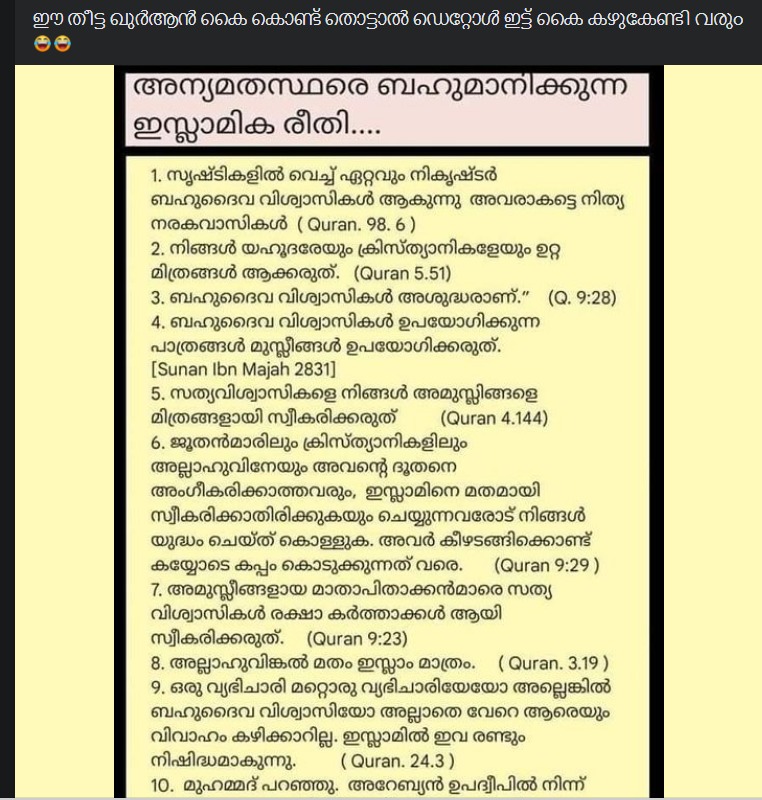 ഈ തീട്ട ഖുർആൻ കൈ കൊണ്ട് തൊട്ടാൽ ഡെറ്റോൾ ഇട്ട് കൈ കഴുകേണ്ടി വരും
😂😂
അന്യമതസ്ഥരെ ബഹുമാനിക്കുന്ന
ഇസ്ലാമിക രീതി....
1. സൃഷ്ടികളിൽ വെച്ച് ഏറ്റവും നികൃഷ്ടർ
ബഹുദൈവ വിശ്വാസികൾ ആകുന്നു അവരാകട്ടെ നിത്യ
നരകവാസികൾ ( Quran. 98. 6 )
2. നിങ്ങൾ യഹൂദരേയും ക്രിസ്ത്യാനികളേയും ഉറ്റ
മിത്രങ്ങൾ ആക്കരുത്. (Quran 5.51)
3. ബഹുദൈവ വിശ്വാസികൾ അശുദ്ധരാണ്.” (Q. 9:28)
4. ബഹുദൈവ വിശ്വാസികൾ ഉപയോഗിക്കുന്ന
പാത്രങ്ങൾ മുസ്ലീങ്ങൾ ഉപയോഗിക്കരുത്.
[Sunan Ibn Majah 2831]
5. സത്യവിശ്വാസികളെ നിങ്ങൾ അമുസ്ലിങ്ങളെ
മിത്രങ്ങളായി സ്വീകരിക്കരുത് (Quran 4.144)
6. ജൂതൻമാരിലും ക്രിസ്ത്യാനികളിലും
അല്ലാഹുവിനേയും അവന്റെ ദൂതനെ
അംഗീകരിക്കാത്തവരും, ഇസ്ലാമിനെ മതമായി
സ്വീകരിക്കാതിരിക്കുകയും ചെയ്യുന്നവരോട് നിങ്ങൾ
യുദ്ധം ചെയ്ത് കൊള്ളുക. അവർ കീഴടങ്ങിക്കൊണ്ട്
കയ്യോടെ കപ്പം കൊടുക്കുന്നത് വരെ. (Quran 9:29 )
7. അമുസ്ലീങ്ങളായ മാതാപിതാക്കൻമാരെ സത്യ
വിശ്വാസികൾ രക്ഷാ കർത്താക്കൾ ആയി
സ്വീകരിക്കരുത്. (Quran 9:23)
8. അല്ലാഹുവിങ്കൽ മതം ഇസ്ലാം മാത്രം. ( Quran. 3.19 )
9. ഒരു വ്യഭിചാരി മറ്റൊരു വ്യഭിചാരിയേയോ അല്ലെങ്കിൽ
ബഹുദൈവ വിശ്വാസിയോ അല്ലാതെ വേറെ ആരെയും
വിവാഹം കഴിക്കാറില്ല. ഇസ്ലാമിൽ ഇവ രണ്ടും
നിഷിദ്ധമാകുന്നു. ( Quran. 24.3 )
10. മുഹമ്മദ് പറഞ്ഞു. അറേബ്യൻ ഉപദ്വീപിൽ നിന്ന്